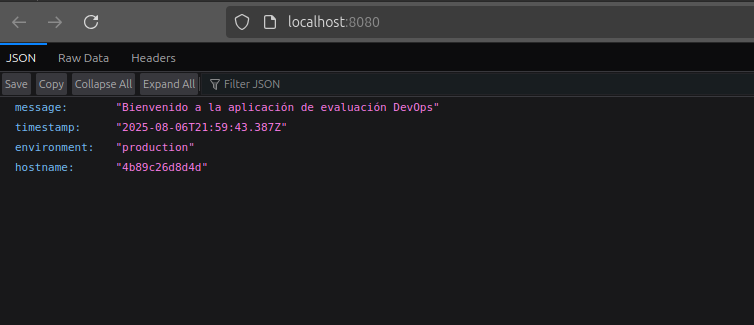 localhost:8080
JSON Raw Data Headers
Save Copy Collapse All Expand All Filter JSON
message: "Bienvenido a la aplicación de evaluación DevOps"
timestamp: "2025-08-06T21:59:43.387Z"
environment: "production"
hostname: "4b89c26d8d4d"